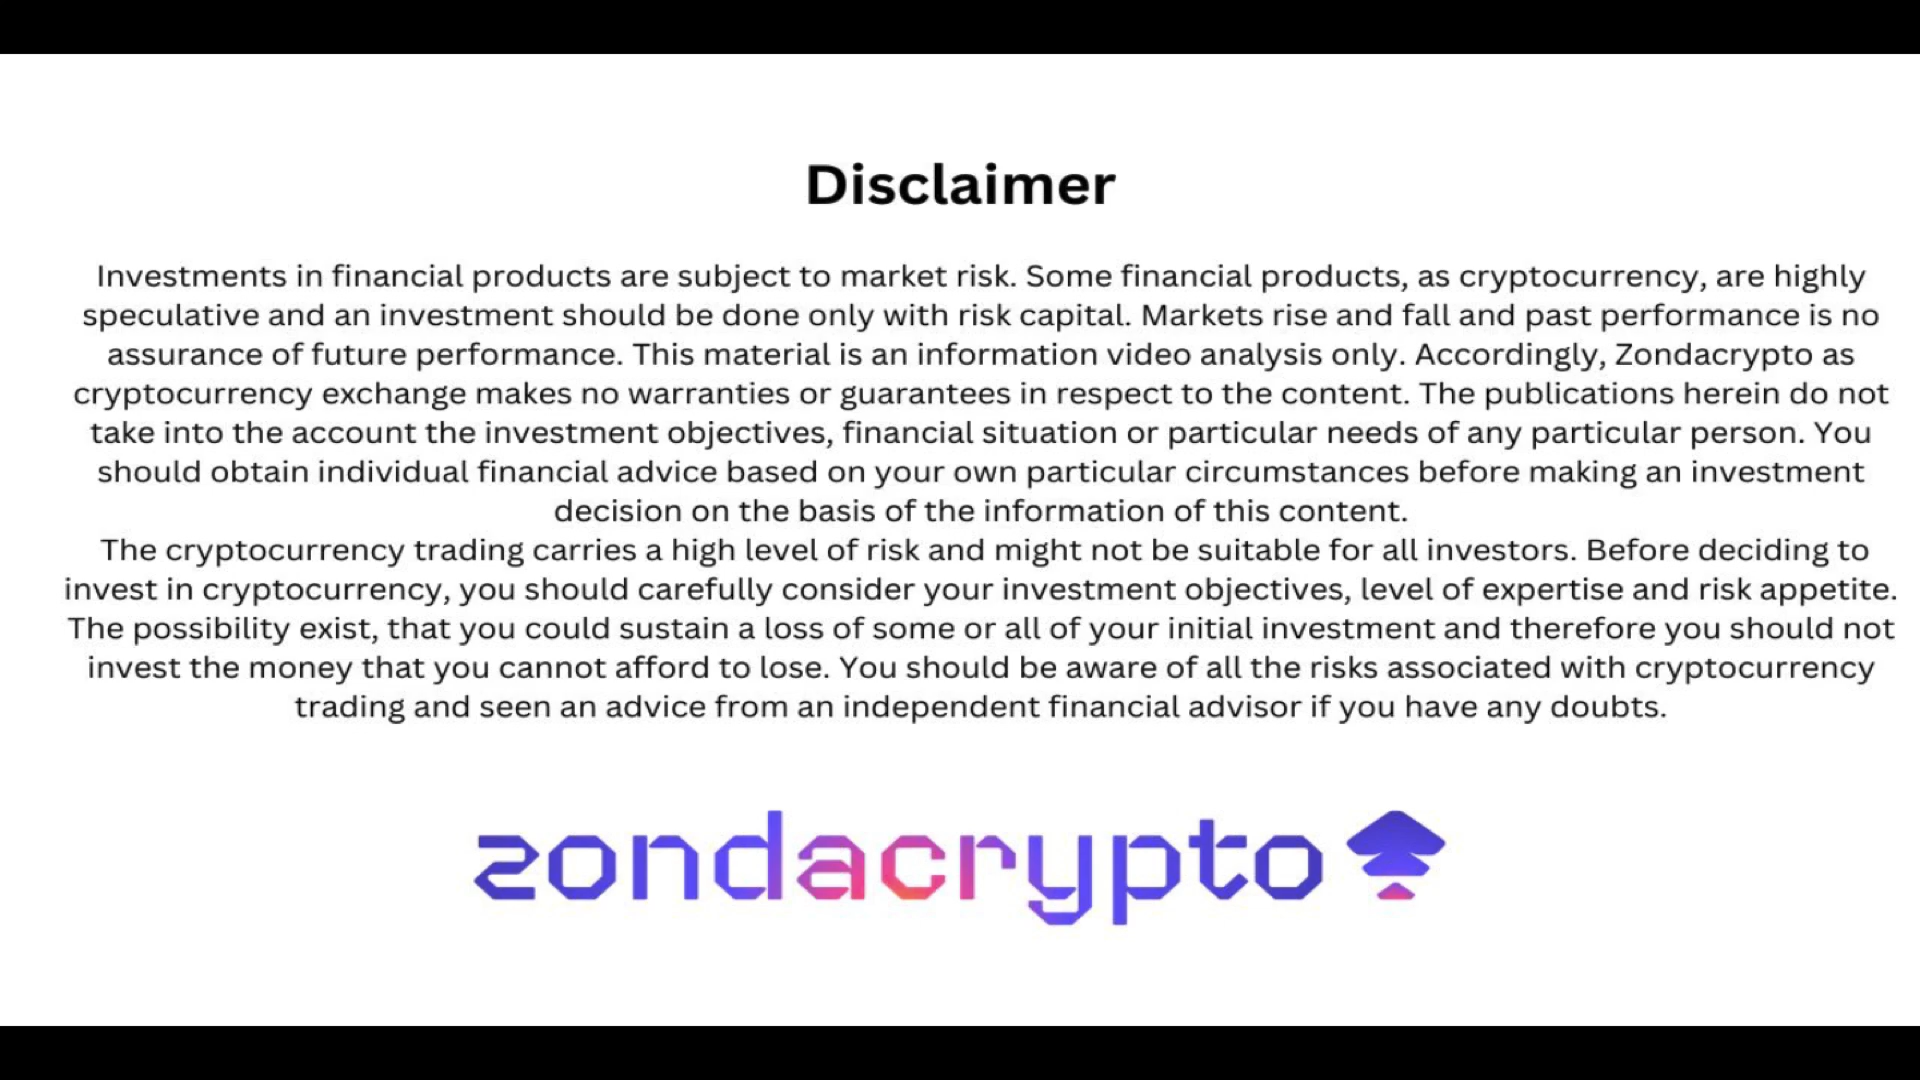 Disclaimer
Investments in financial products are subject to market risk. Some financial products, as cryptocurrency, are highly
speculative and an investment should be done only with risk capital. Markets rise and fall and past performance is no
assurance of future performance. This material is an information video analysis only. Accordingly, Zondacrypto as
cryptocurrency exchange makes no warranties or guarantees in respect to the content. The publications herein do not
take into the account the investment objectives, financial situation or particular needs of any particular person. You
should obtain individual financial advice based on your own particular circumstances before making an investment
decision on the basis of the information of this content.
The cryptocurrency trading carries a high level of risk and might not be suitable for all investors. Before deciding to
invest in cryptocurrency, you should carefully consider your investment objectives, level of expertise and risk appetite.
The possibility exist, that you could sustain a loss of some or all of your initial investment and therefore you should not
invest the money that you cannot afford to lose. You should be aware of all the risks associated with cryptocurrency
trading and seen an advice from an independent financial advisor if you have any doubts.
zondacrypto